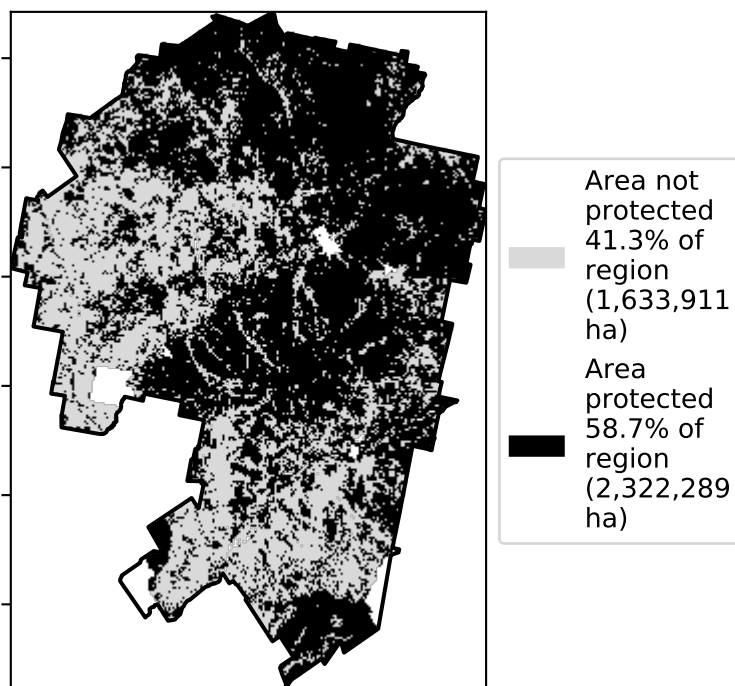 Area not
protected
41.3% of
region
(1,633,911
ha)
Area
protected
58.7% of
region
(2,322,289
ha)